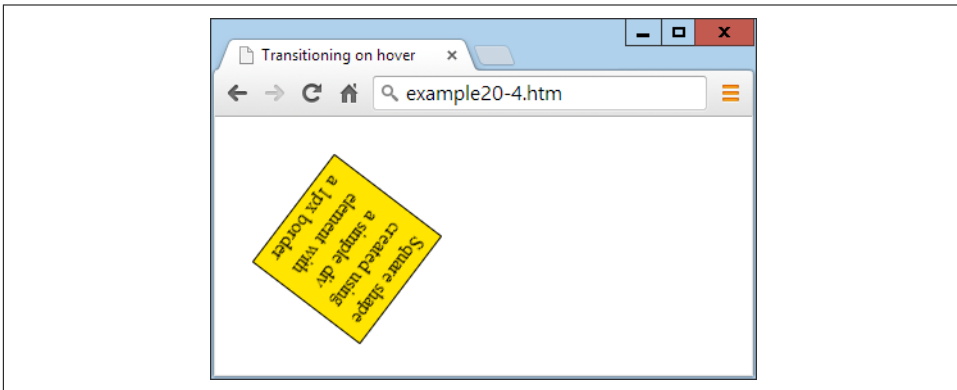 Transitioning on hover
example20-4.htm
Square shape
created using
a simple div
element with
a 1px border